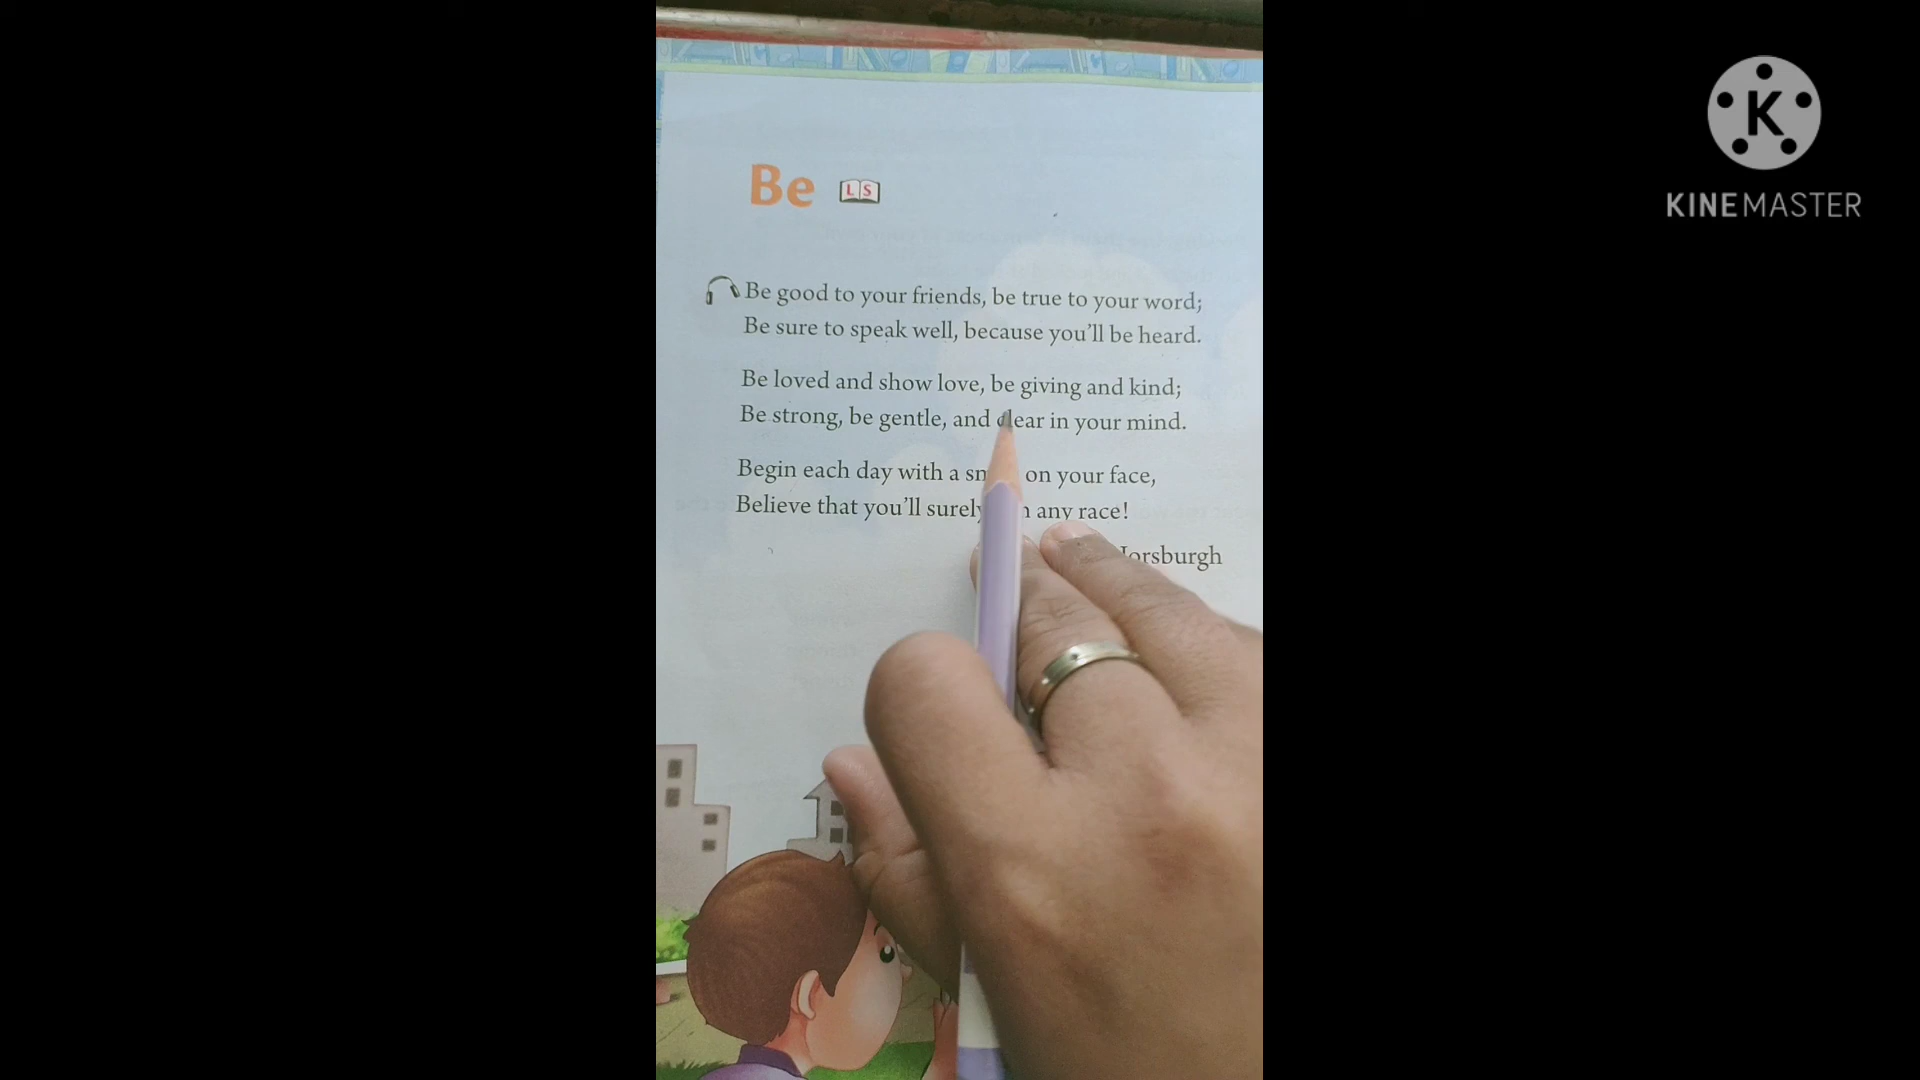 Be
L S
Be good to your friends, be true to your word;
Be sure to speak well, because you'll be heard.
Be loved and show love, be giving and kind;
Be strong, be gentle, and clear in your mind.
Begin each day with a on your face,
Believe that you'll surely any race!
KINEMASTER
K